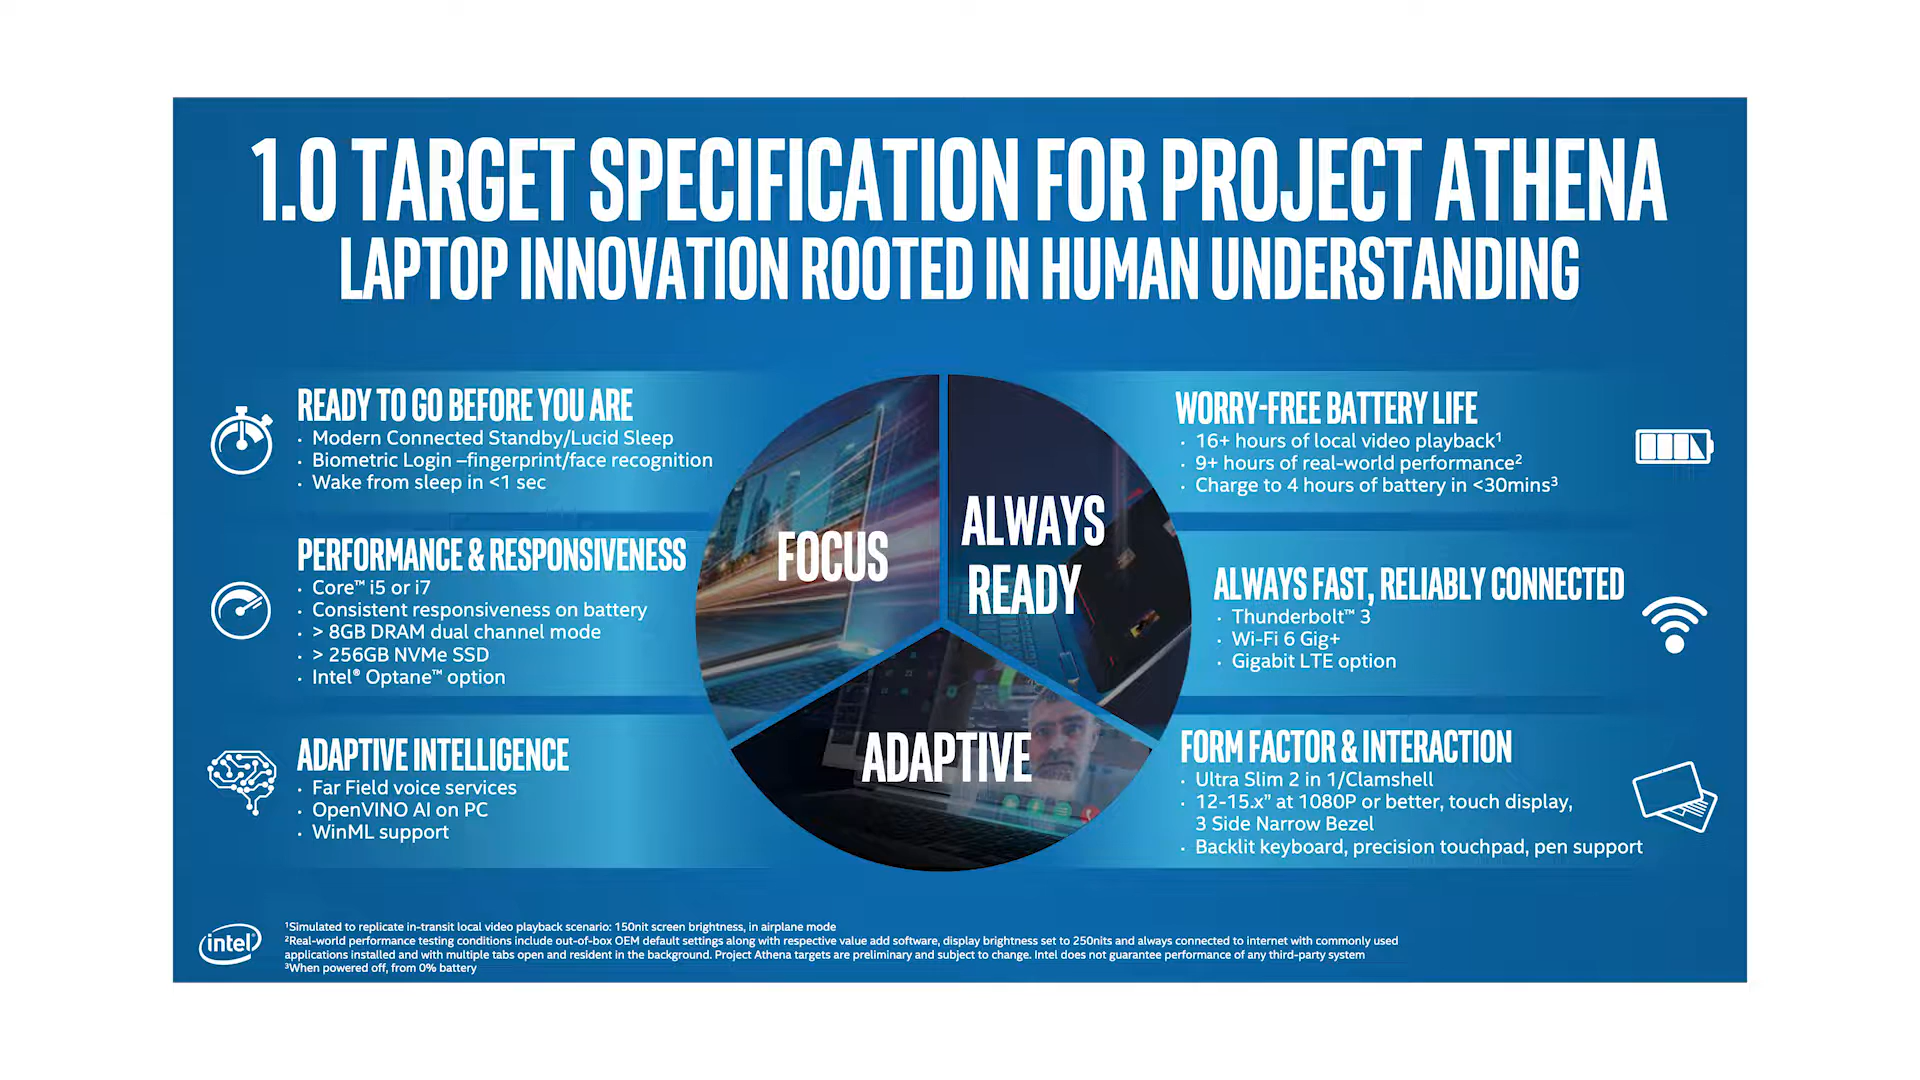 1.0 TARGET SPECIFICATION FOR PROJECT ATHENA
LAPTOP INNOVATION ROOTED IN HUMAN UNDERSTANDING
READY TO GO BEFORE YOU ARE
· Modern Connected Standby/Lucid Sleep
· Biometric Login –fingerprint/face recognition
· Wake from sleep in <1 sec
PERFORMANCE & RESPONSIVENESS
· Core™ i5 or i7
· Consistent responsiveness on battery
· > 8GB DRAM dual channel mode
· > 256GB NVMe SSD
· Intel® Optane™ option
ADAPTIVE INTELLIGENCE
· Far Field voice services
· OpenVINO AI on PC
· WinML support
FOCUS
ALWAYS
READY
ADAPTIVE
WORRY-FREE BATTERY LIFE
· 16+ hours of local video playback¹
· 9+ hours of real-world performance²
· Charge to 4 hours of battery in <30mins³
ALWAYS FAST, RELIABLY CONNECTED
· Thunderbolt™ 3
· Wi-Fi 6 Gig+
· Gigabit LTE option
FORM FACTOR & INTERACTION
· Ultra Slim 2 in 1/Clamshell
· 12-15.x” at 1080P or better, touch display,
3 Side Narrow Bezel
· Backlit keyboard, precision touchpad, pen support
intel
¹Simulated to replicate in-transit local video playback scenario: 150nit screen brightness, in airplane mode
²Real-world performance testing conditions include out-of-box OEM default settings along with respective value add software, display brightness set to 250nits and always connected to internet with commonly used
applications installed and with multiple tabs open and resident in the background. Project Athena targets are preliminary and subject to change. Intel does not guarantee performance of any third-party system
³When powered off, from 0% battery